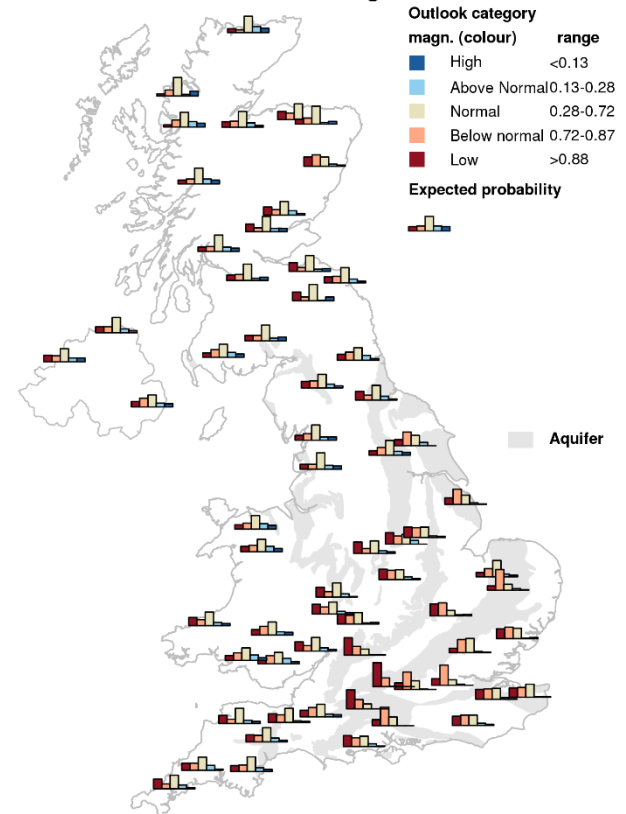 Outlook category
magn. (colour) range
High <0.13
Above Normal 0.13-0.28
Normal 0.28-0.72
Below normal 0.72-0.87
Low >0.88
Expected probability
Aquifer